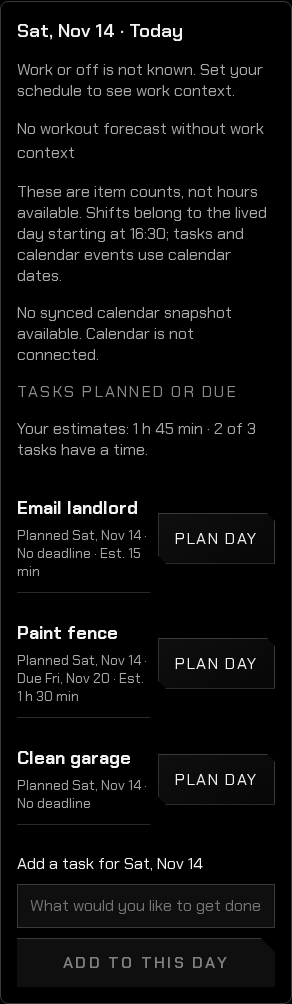 Sat, Nov 14 · Today
Work or off is not known. Set your
schedule to see work context.
No workout forecast without work
context
These are item counts, not hours
available. Shifts belong to the lived
day starting at 16:30; tasks and
calendar events use calendar
dates.
No synced calendar snapshot
available. Calendar is not
connected.
TASKS PLANNED OR DUE
Your estimates: 1 h 45 min · 2 of 3
tasks have a time.
Email landlord
Planned Sat, Nov 14 ·
No deadline · Est. 15
min
PLAN DAY
Paint fence
Planned Sat, Nov 14 ·
Due Fri, Nov 20 · Est.
1 h 30 min
PLAN DAY
Clean garage
Planned Sat, Nov 14 ·
No deadline
PLAN DAY
Add a task for Sat, Nov 14
What would you like to get done
ADD TO THIS DAY